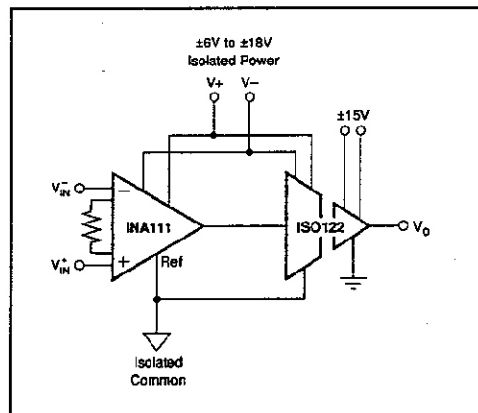 ±6V to ±18V
Isolated Power
V+ V−
±15V
V−IN
INA111
ISO122
VO
V+IN
Ref
Isolated
Common